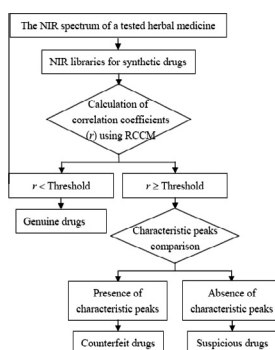 The NIR spectrum of a tested herbal medicine
NIR libraries for synthetic drugs
Calculation of
correlation coefficients
(r) using RCCM
r < Threshold
r ≥ Threshold
Genuine drugs
Characteristic peaks
comparison
Presence of
characteristic peaks
Absence of
characteristic peaks
Counterfeit drugs
Suspicious drugs